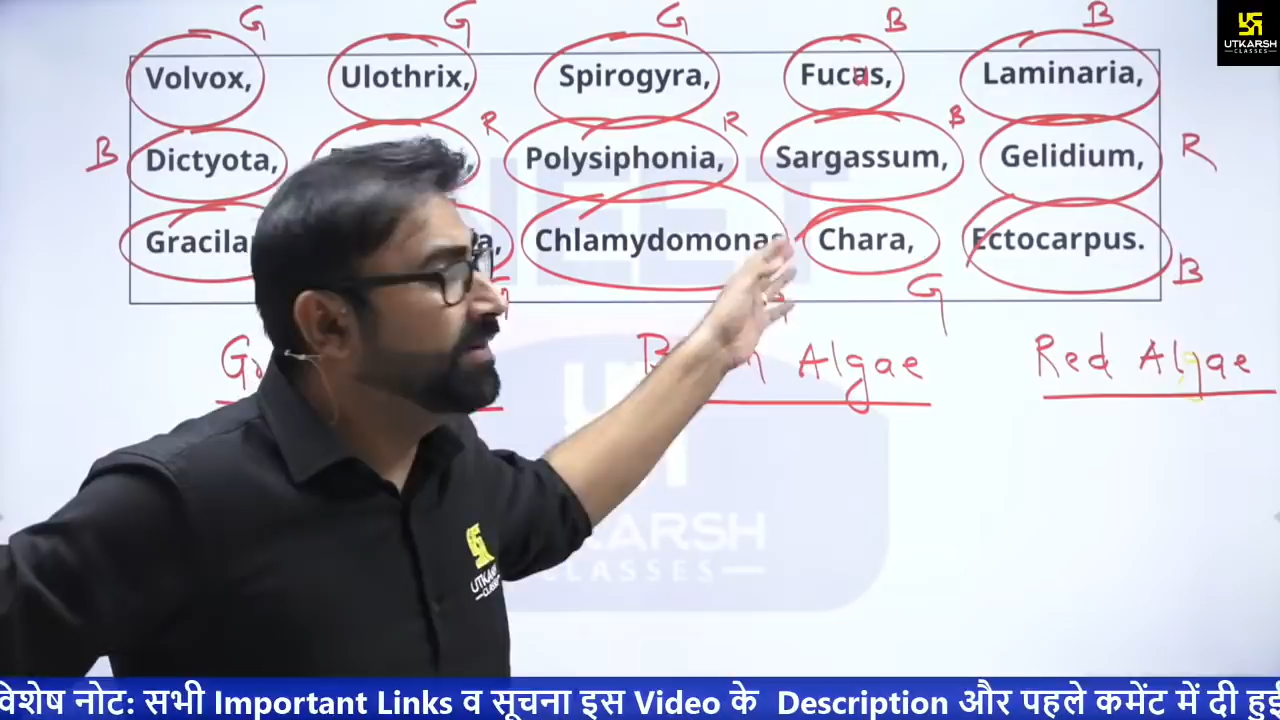 G G G B B
UTKARSH
CLASSES
Volvox, Ulothrix, Spirogyra, Fucus, Laminaria,
B R R B R
Dictyota, Polysiphonia, Sargassum, Gelidium,
Chlamydomonas Chara, Ectocarpus.
G B
Algae Red Algae
NEET
UTKARSH
CLASSES
विशेष नोट: सभी Important Links व सूचना इस Video के Description और पहले कमेंट में दी हुई